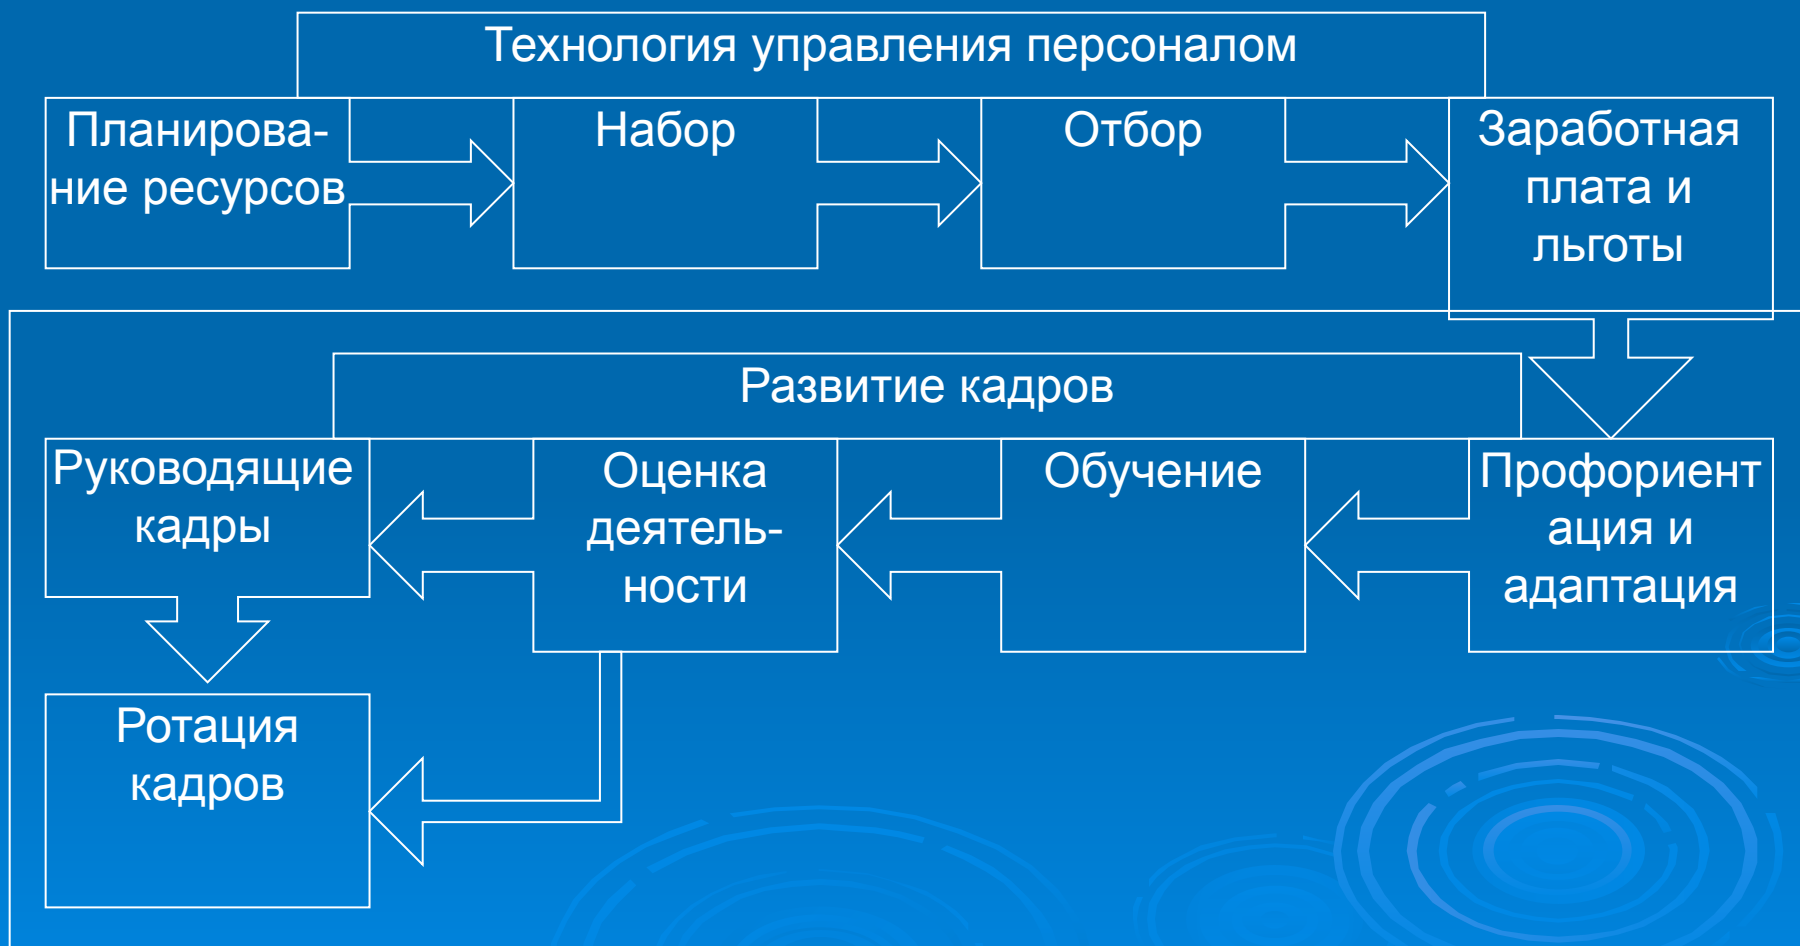 Технология управления персоналом
Планирова-
ние ресурсов
Набор
Отбор
Заработная
плата и
льготы
Развитие кадров
Руководящие
кадры
Оценка
деятель-
ности
Обучение
Профориент
ация и
адаптация
Ротация
кадров